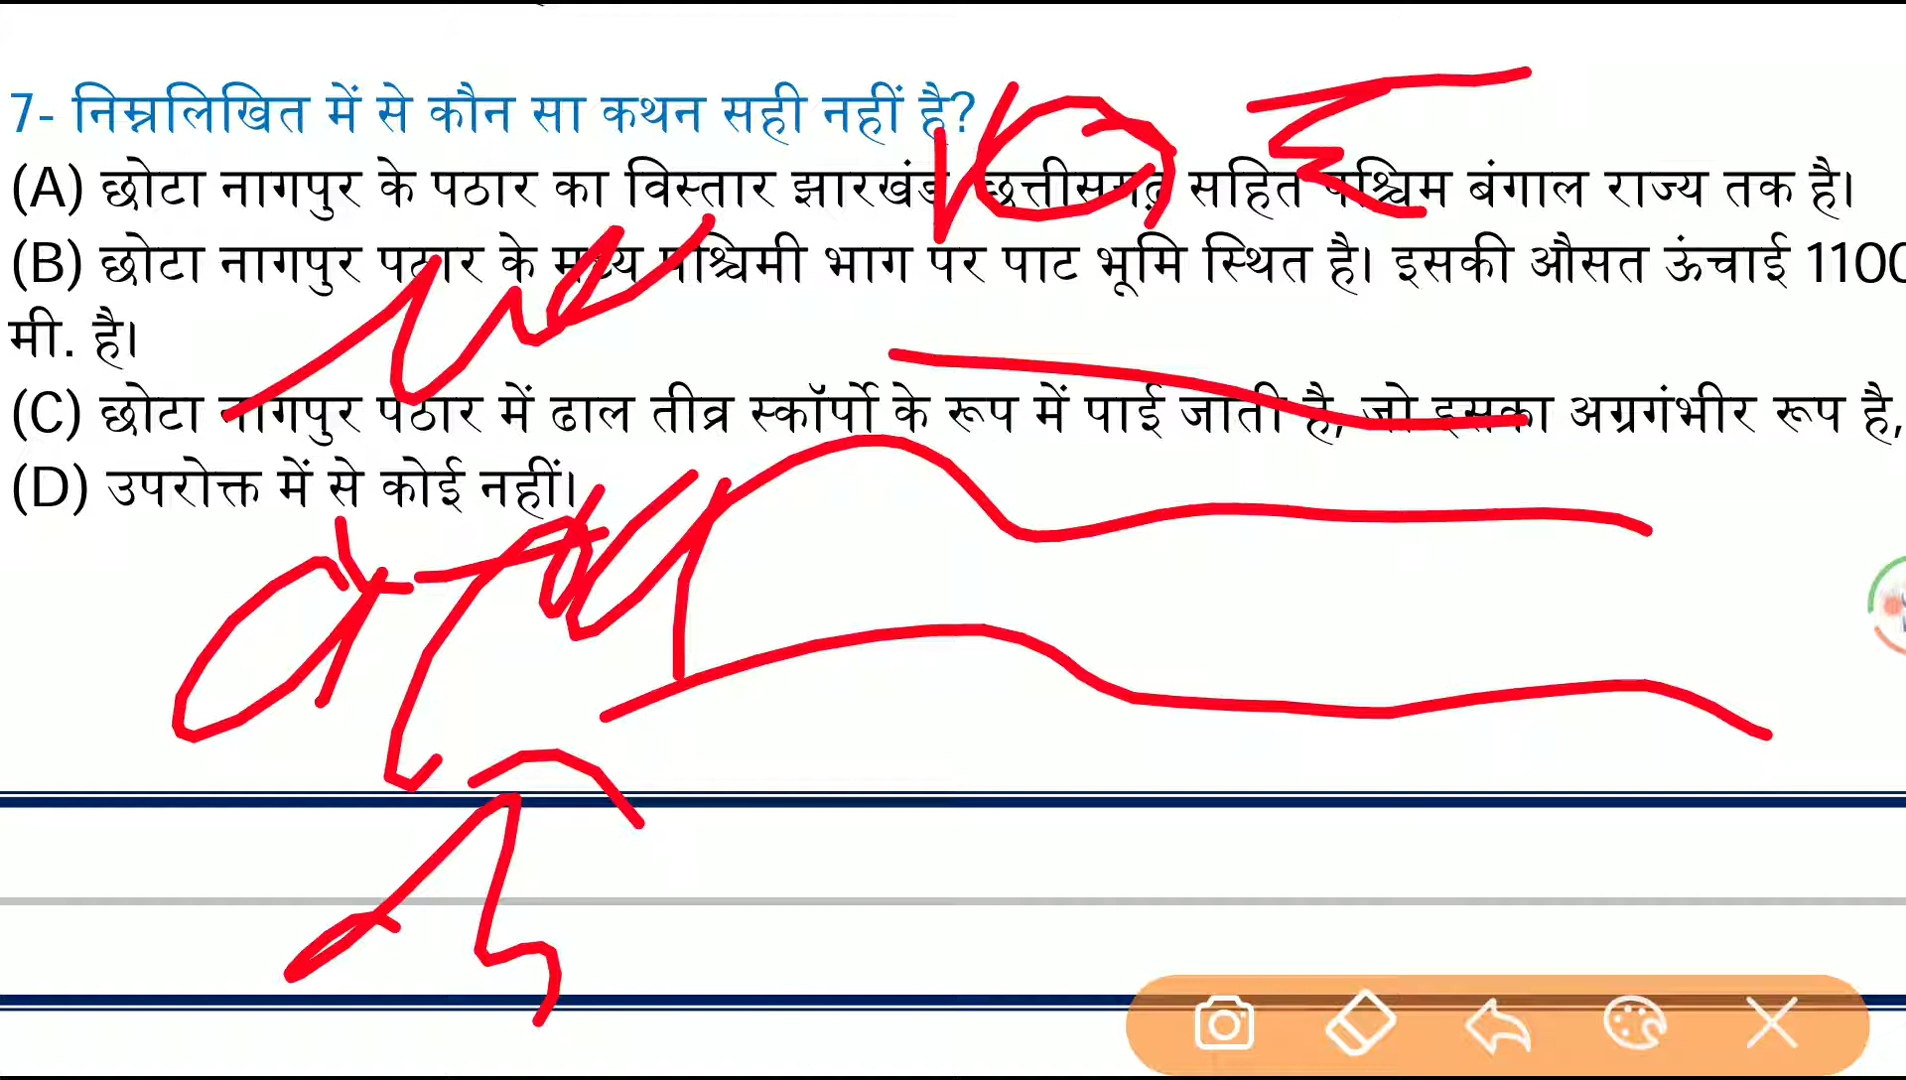 7- निम्नलिखित में से कौन सा कथन सही नहीं है?
(A) छोटा नागपुर के पठार का विस्तार झारखंड छत्तीसगढ़ सहित पश्चिम बंगाल राज्य तक है।
(B) छोटा नागपुर पठार के मध्य पश्चिमी भाग पर पाट भूमि स्थित है। इसकी औसत ऊंचाई 1100
मी. है।
(C) छोटा नागपुर पठार में ढाल तीव्र स्कॉर्पो के रूप में पाई जाती है, जो इसका अग्रगंभीर रूप है,
(D) उपरोक्त में से कोई नहीं।